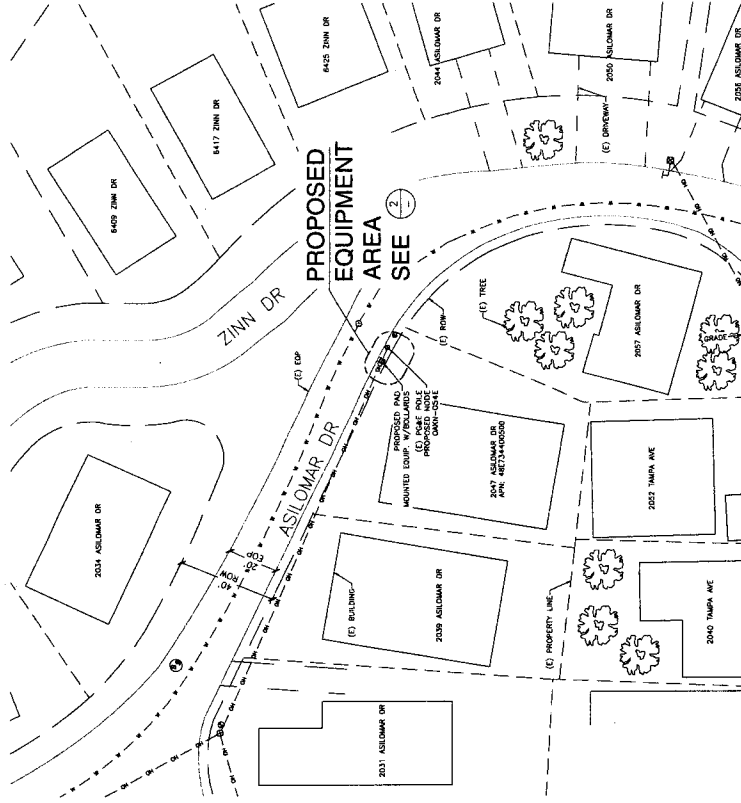 6409 ZINN DR
6417 ZINN DR
6425 ZINN DR
2044 ASILOMAR DR
2050 ASILOMAR DR
2056 ASILOMAR DR
(E) DRIVEWAY
ZINN DR
PROPOSED
EQUIPMENT
AREA
SEE
2
-
(E) EOP
2034 ASILOMAR DR
ASILOMAR DR
40'
ROW
20'
EOP
(E) ROW
(E) TREE
PROPOSED PAD
MOUNTED EQUIP. W/BOLLARDS
(E) PG&E POLE
PROPOSED NODE
2047 ASILOMAR DR
2057 ASILOMAR DR
GRADE
(E) BUILDING
2039 ASILOMAR DR
2031 ASILOMAR DR
(E) PROPERTY LINE
2052 TAMPA AVE
2040 TAMPA AVE